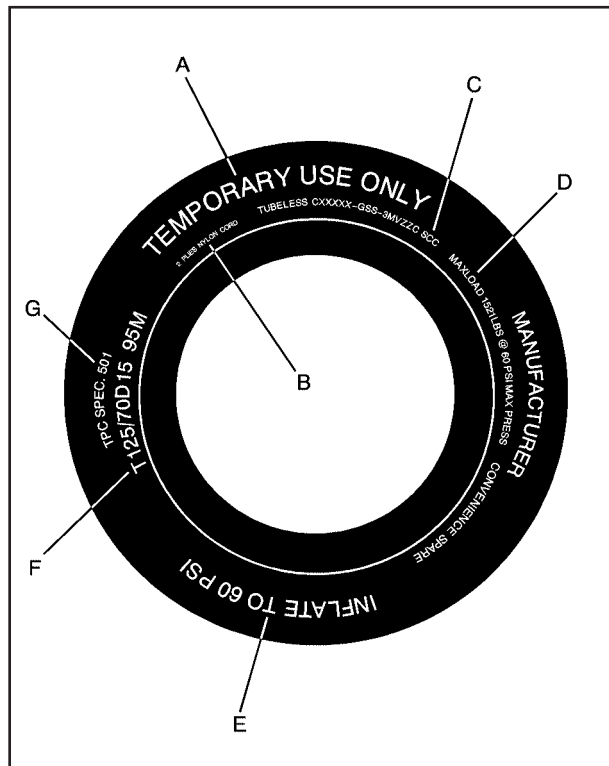 A
C
D
TEMPORARY USE ONLY
TUBELESS CXXXXX-GSS-3MVZZC SCC
2 PLIES NYLON CORD
MAXLOAD 1521LBS @ 60 PSI MAX PRESS
MANUFACTURER
G
TPC SPEC. 501
T125/70D15 95M
B
CONVENIENCE SPARE
F
INFLATE TO 60 PSI
E